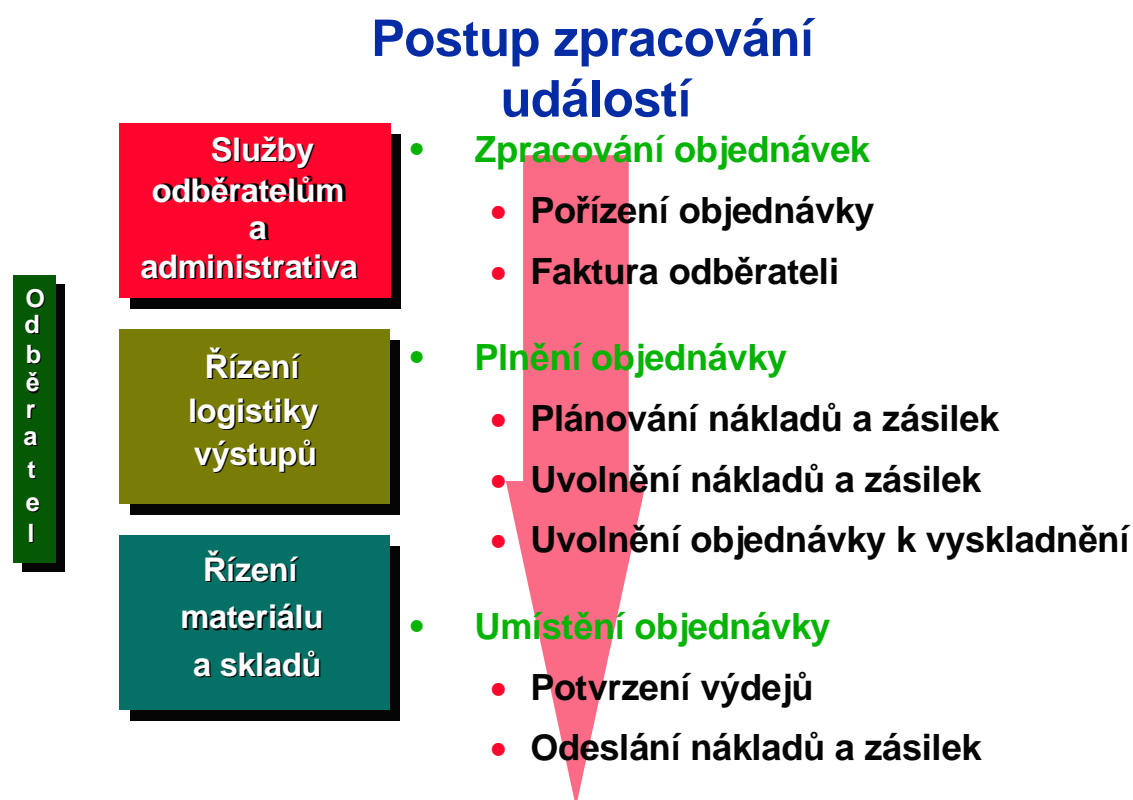 Postup zpracování
událostí
Odběratel
Služby
odběratelům
a
administrativa
• Zpracování objednávek
• Pořízení objednávky
• Faktura odběrateli
Řízení
logistiky
výstupů
• Plnění objednávky
• Plánování nákladů a zásilek
• Uvolnění nákladů a zásilek
• Uvolnění objednávky k vyskladnění
Řízení
materiálu
a skladů
• Umístění objednávky
• Potvrzení výdejů
• Odeslání nákladů a zásilek